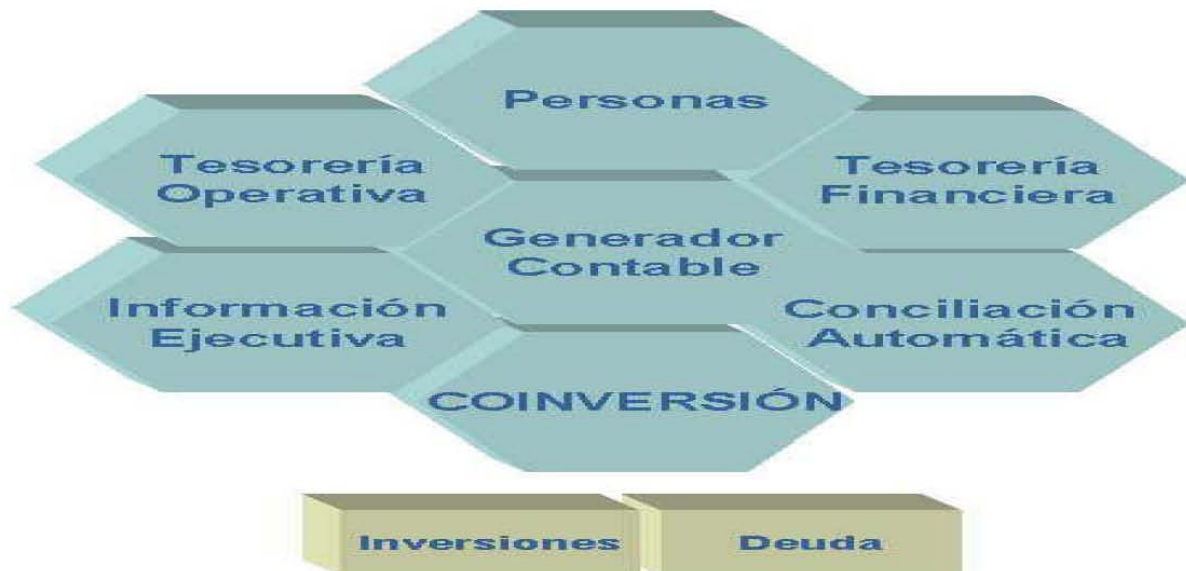 Personas
Tesorería
Operativa
Tesorería
Financiera
Generador
Contable
Información
Ejecutiva
Conciliación
Automática
COINVERSIÓN
Inversiones
Deuda